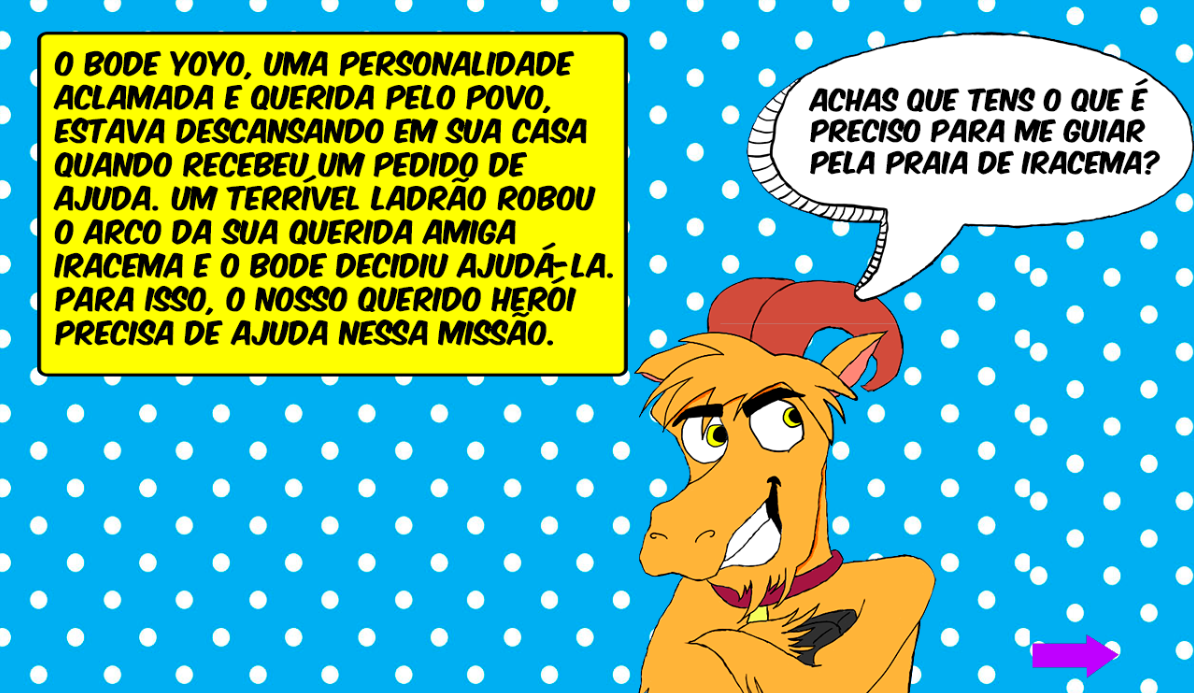 O BODE YOYO, UMA PERSONALIDADE
ACLAMADA E QUERIDA PELO POVO,
ESTAVA DESCANSANDO EM SUA CASA
QUANDO RECEBEU UM PEDIDO DE
AJUDA. UM TERRÍVEL LADRÃO ROBOU
O ARCO DA SUA QUERIDA AMIGA
IRACEMA E O BODE DECIDIU AJUDÁ-LA.
PARA ISSO, O NOSSO QUERIDO HERÓI
PRECISA DE AJUDA NESSA MISSÃO.
ACHAS QUE TENS O QUE É
PRECISO PARA ME GUIAR
PELA PRAIA DE IRACEMA?